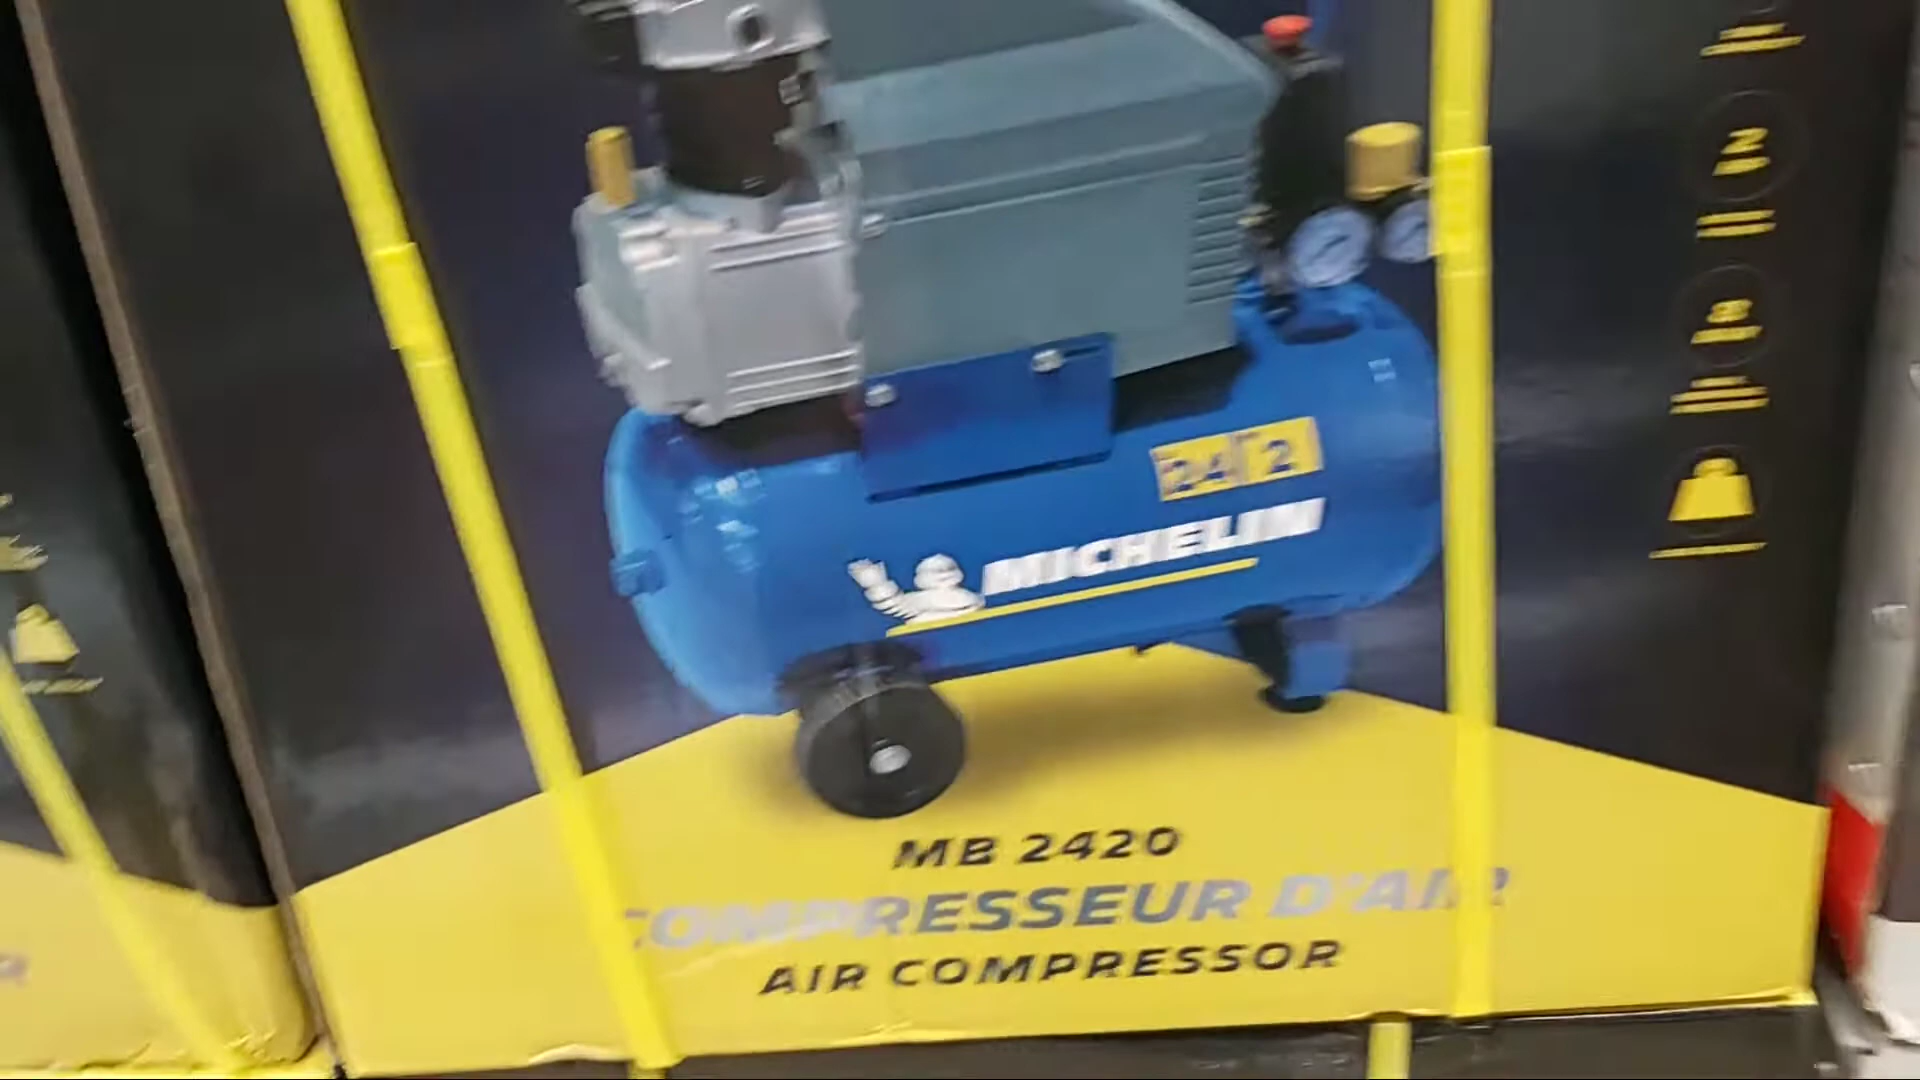 24 2
MICHELIN
MB 2420
COMPRESSEUR D'AIR
AIR COMPRESSOR